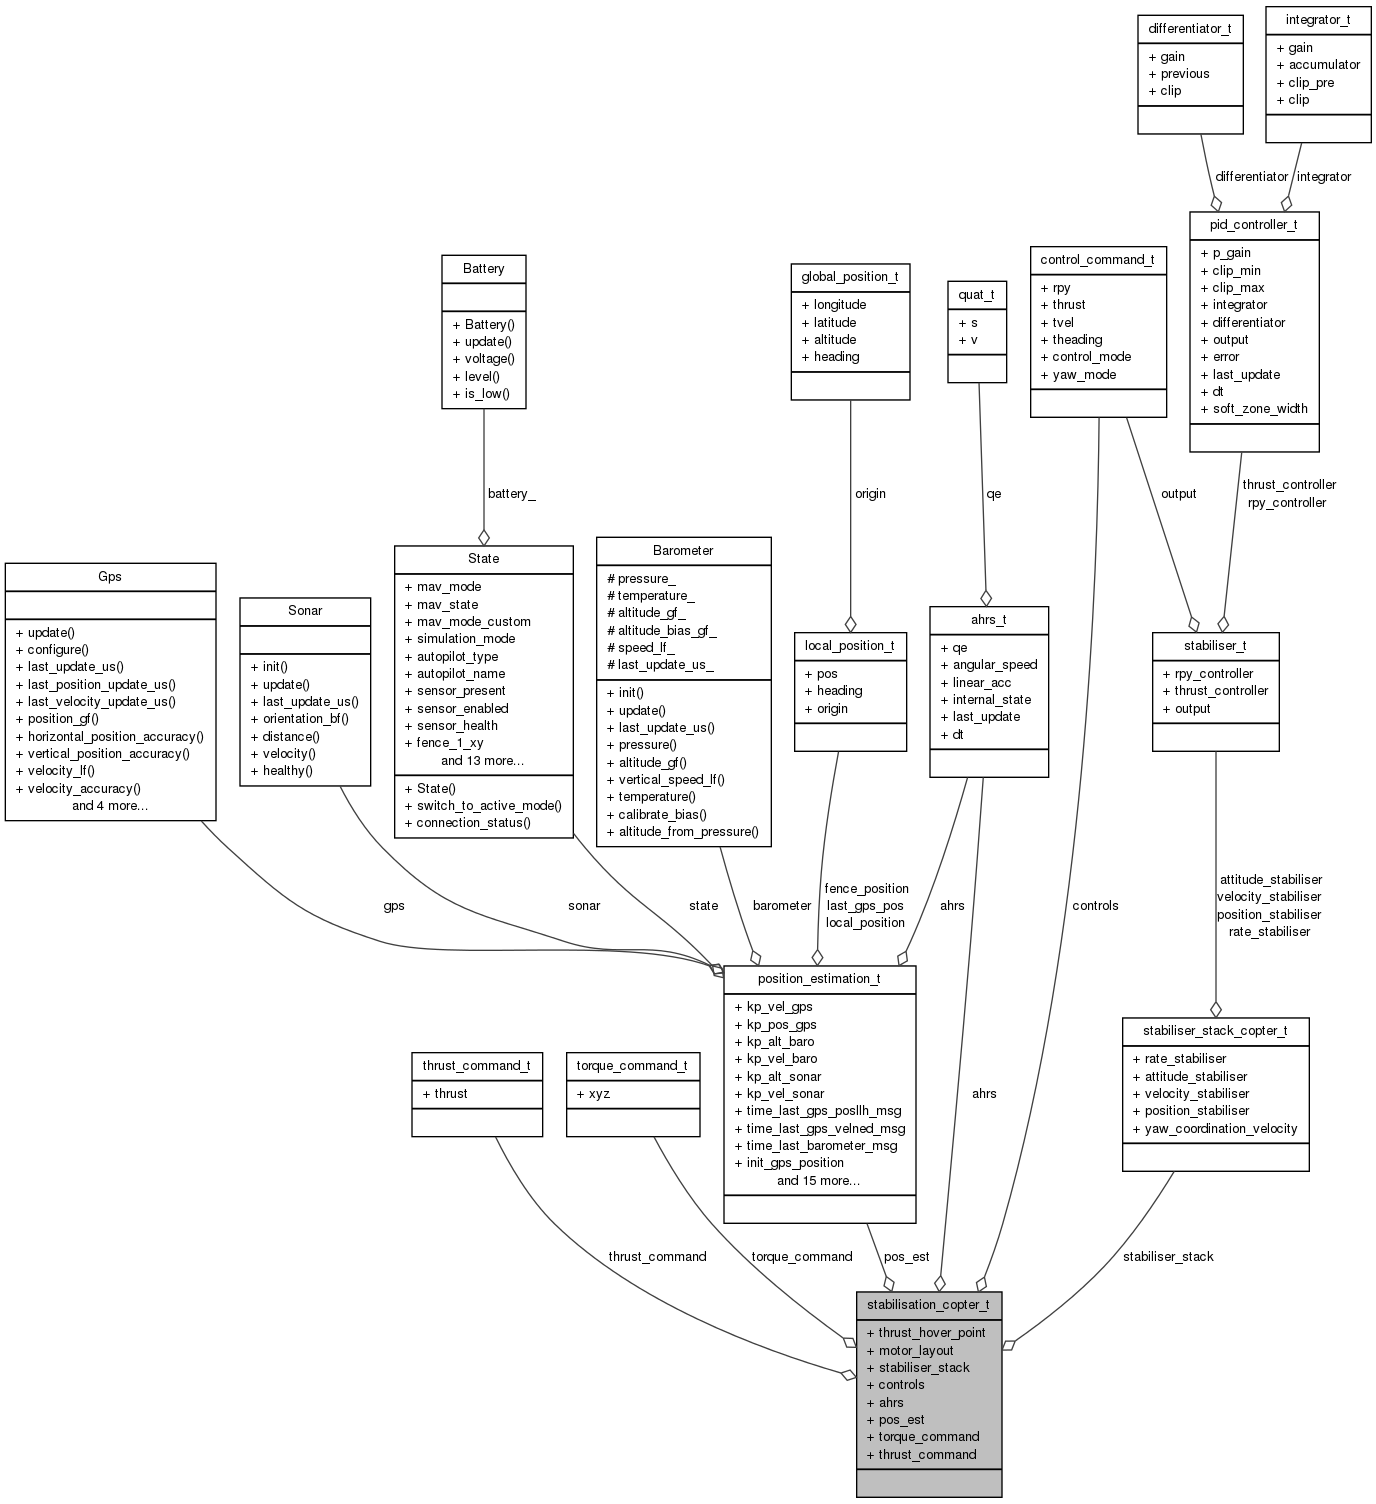 differentiator_t
+ gain
+ previous
+ clip
integrator_t
+ gain
+ accumulator
+ clip_pre
+ clip
differentiator
integrator
pid_controller_t
+ p_gain
+ clip_min
+ clip_max
+ integrator
+ differentiator
+ output
+ error
+ last_update
+ dt
+ soft_zone_width
control_command_t
+ rpy
+ thrust
+ tvel
+ theading
+ control_mode
+ yaw_mode
Battery
+ Battery()
+ update()
+ voltage()
+ level()
+ is_low()
global_position_t
+ longitude
+ latitude
+ altitude
+ heading
quat_t
+ s
+ v
battery_
origin
qe
output
thrust_controller
rpy_controller
Gps
+ update()
+ configure()
+ last_update_us()
+ last_position_update_us()
+ last_velocity_update_us()
+ position_gf()
+ horizontal_position_accuracy()
+ vertical_position_accuracy()
+ velocity_lf()
+ velocity_accuracy()
and 4 more...
Sonar
+ init()
+ update()
+ last_update_us()
+ orientation_bf()
+ distance()
+ velocity()
+ healthy()
State
+ mav_mode
+ mav_state
+ mav_mode_custom
+ simulation_mode
+ autopilot_type
+ autopilot_name
+ sensor_present
+ sensor_enabled
+ sensor_health
+ fence_1_xy
and 13 more...
+ State()
+ switch_to_active_mode()
+ connection_status()
Barometer
# pressure_
# temperature_
# altitude_gf_
# altitude_bias_gf_
# speed_lf_
# last_update_us_
+ init()
+ update()
+ last_update_us()
+ pressure()
+ altitude_gf()
+ vertical_speed_lf()
+ temperature()
+ calibrate_bias()
+ altitude_from_pressure()
local_position_t
+ pos
+ heading
+ origin
ahrs_t
+ qe
+ angular_speed
+ linear_acc
+ internal_state
+ last_update
+ dt
stabiliser_t
+ rpy_controller
+ thrust_controller
+ output
gps
sonar
state
barometer
fence_position
last_gps_pos
local_position
ahrs
controls
attitude_stabiliser
velocity_stabiliser
position_stabiliser
rate_stabiliser
position_estimation_t
+ kp_vel_gps
+ kp_pos_gps
+ kp_alt_baro
+ kp_vel_baro
+ kp_alt_sonar
+ kp_vel_sonar
+ time_last_gps_posllh_msg
+ time_last_gps_velned_msg
+ time_last_barometer_msg
+ init_gps_position
and 15 more...
stabiliser_stack_copter_t
+ rate_stabiliser
+ attitude_stabiliser
+ velocity_stabiliser
+ position_stabiliser
+ yaw_coordination_velocity
thrust_command_t
+ thrust
torque_command_t
+ xyz
ahrs
thrust_command
torque_command
pos_est
stabiliser_stack
stabilisation_copter_t
+ thrust_hover_point
+ motor_layout
+ stabiliser_stack
+ controls
+ ahrs
+ pos_est
+ torque_command
+ thrust_command